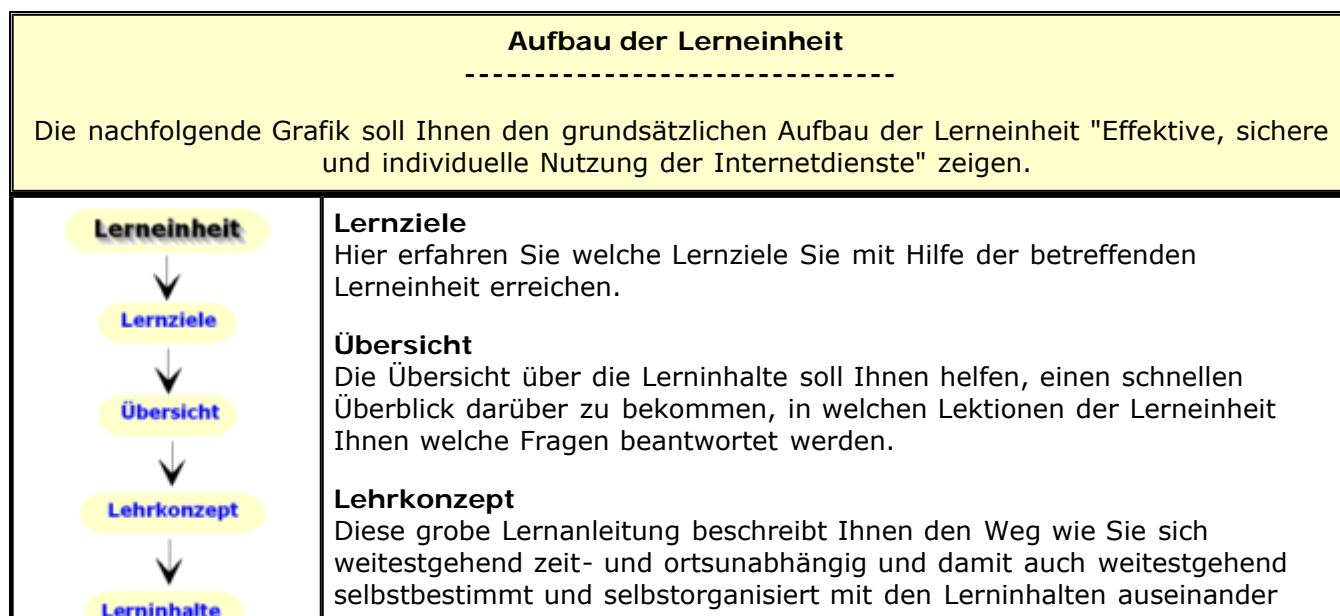 Aufbau der Lerneinheit
-------------------------------
Die nachfolgende Grafik soll Ihnen den grundsätzlichen Aufbau der Lerneinheit "Effektive, sichere
und individuelle Nutzung der Internetdienste" zeigen.
Lerneinheit
Lernziele
Übersicht
Lehrkonzept
Lerninhalte
Lernziele
Hier erfahren Sie welche Lernziele Sie mit Hilfe der betreffenden
Lerneinheit erreichen.
Übersicht
Die Übersicht über die Lerninhalte soll Ihnen helfen, einen schnellen
Überblick darüber zu bekommen, in welchen Lektionen der Lerneinheit
Ihnen welche Fragen beantwortet werden.
Lehrkonzept
Diese grobe Lernanleitung beschreibt Ihnen den Weg wie Sie sich
weitestgehend zeit- und ortsunabhängig und damit auch weitestgehend
selbstbestimmt und selbstorganisiert mit den Lerninhalten auseinander